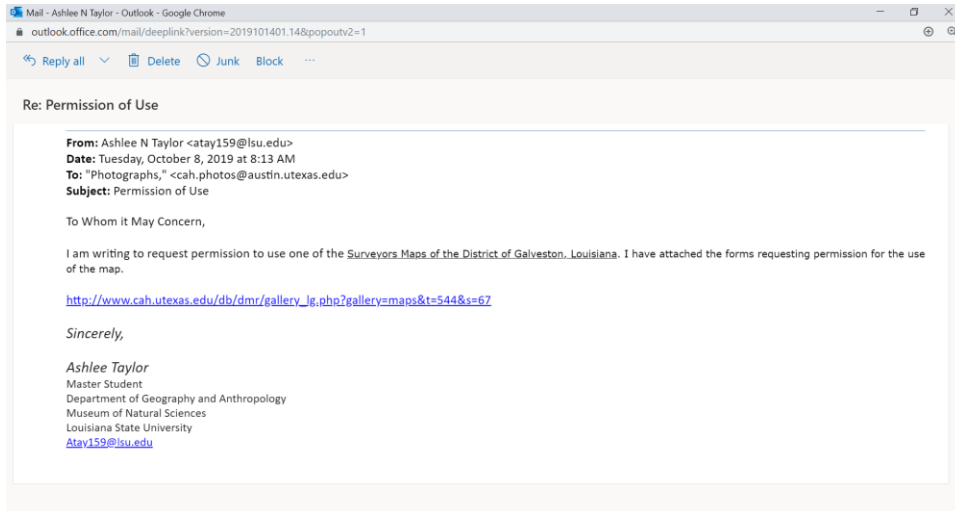 Mail - Ashlee N Taylor - Outlook - Google Chrome
outlook.office.com/mail/deeplink?version=2019101401.14&popoutv2=1
Reply all Delete Junk Block ...
Re: Permission of Use
From: Ashlee N Taylor <atay159@lsu.edu>
Date: Tuesday, October 8, 2019 at 8:13 AM
To: "Photographs," <cah.photos@austin.utexas.edu>
Subject: Permission of Use
To Whom it May Concern,
I am writing to request permission to use one of the Surveyors Maps of the District of Galveston, Louisiana. I have attached the forms requesting permission for the use
of the map.
http://www.cah.utexas.edu/db/dmr/gallery_lg.php?gallery=maps&t=544&s=67
Sincerely,
Ashlee Taylor
Master Student
Department of Geography and Anthropology
Museum of Natural Sciences
Louisiana State University
Atay159@lsu.edu